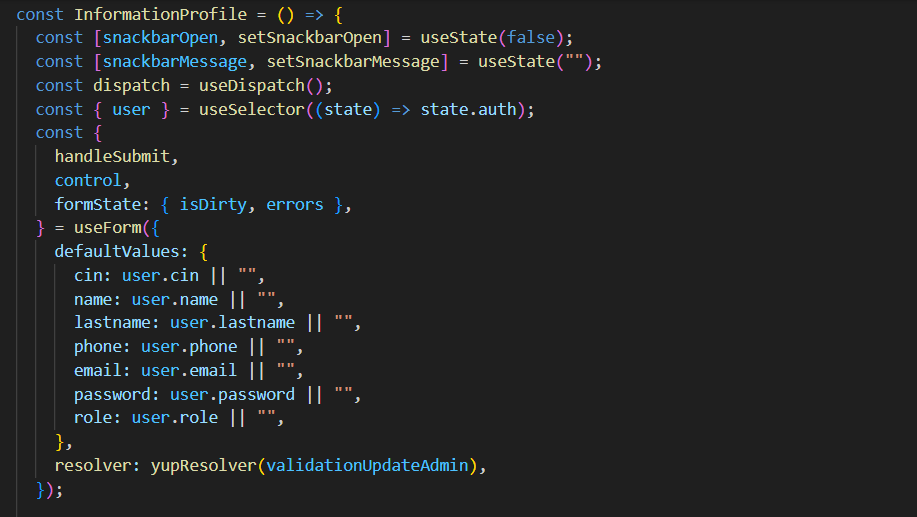 const InformationProfile = () => {
  const [snackbarOpen, setSnackbarOpen] = useState(false);
  const [snackbarMessage, setSnackbarMessage] = useState("");
  const dispatch = useDispatch();
  const { user } = useSelector((state) => state.auth);
  const {
    handleSubmit,
    control,
    formState: { isDirty, errors },
  } = useForm({
    defaultValues: {
      cin: user.cin || "",
      name: user.name || "",
      lastname: user.lastname || "",
      phone: user.phone || "",
      email: user.email || "",
      password: user.password || "",
      role: user.role || "",
    },
    resolver: yupResolver(validationUpdateAdmin),
  });